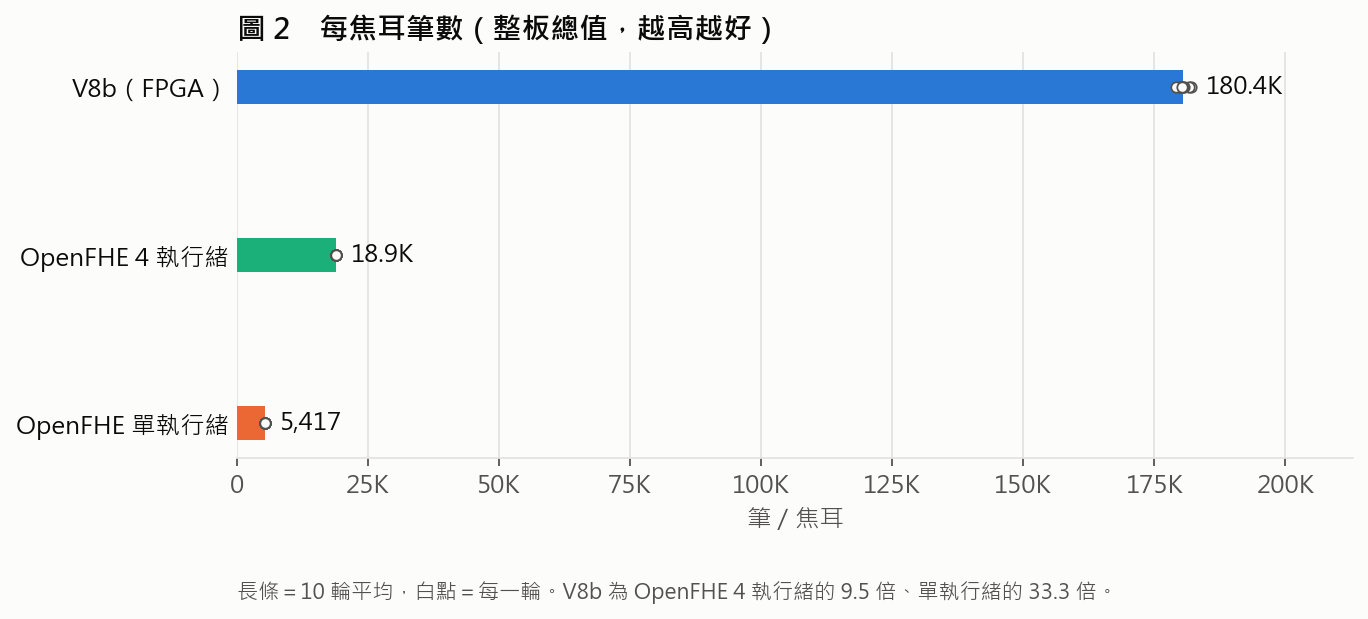 圖 2　每焦耳筆數（整板總值，越高越好）
V8b（FPGA）
180.4K
OpenFHE 4 執行緒
18.9K
OpenFHE 單執行緒
5,417
0 25K 50K 75K 100K 125K 150K 175K 200K
筆 / 焦耳
長條 = 10 輪平均，白點 = 每一輪。V8b 為 OpenFHE 4 執行緒的 9.5 倍、單執行緒的 33.3 倍。